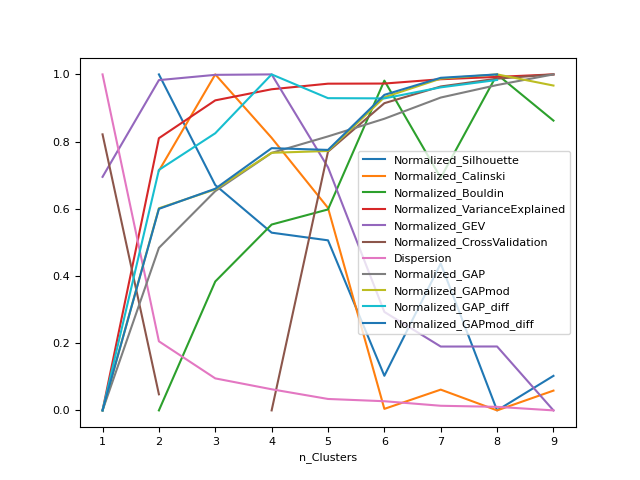 1.0
0.8
0.6
0.4
0.2
0.0
Normalized_Silhouette
Normalized_Calinski
Normalized_Bouldin
Normalized_VarianceExplained
Normalized_GEV
Normalized_CrossValidation
Dispersion
Normalized_GAP
Normalized_GAPmod
Normalized_GAP_diff
Normalized_GAPmod_diff
1 2 3 4 5 6 7 8 9
n_Clusters